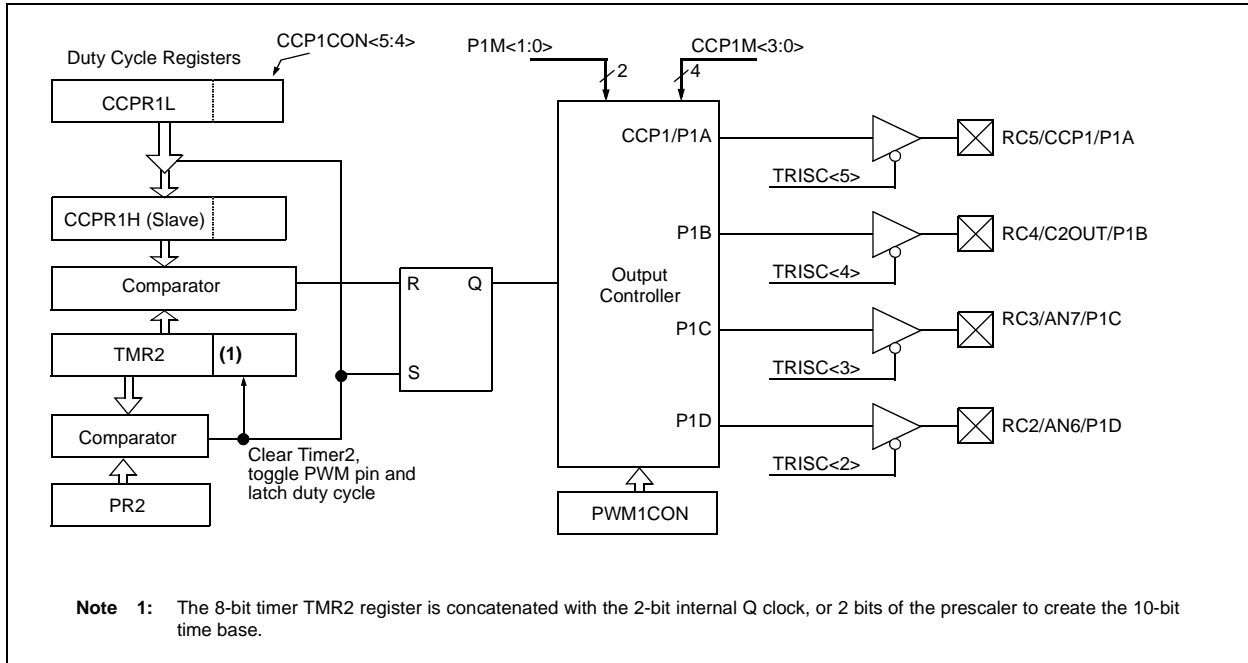 CCP1CON<5:4>
Duty Cycle Registers
CCPR1L
CCPR1H (Slave)
Comparator
TMR2
(1)
Comparator
PR2
Clear Timer2,
toggle PWM pin and
latch duty cycle
R
Q
S
P1M<1:0>
2
CCP1M<3:0>
4
CCP1/P1A
P1B
Output
Controller
P1C
P1D
PWM1CON
TRISC<5>
RC5/CCP1/P1A
TRISC<4>
RC4/C2OUT/P1B
TRISC<3>
RC3/AN7/P1C
TRISC<2>
RC2/AN6/P1D
Note 1: The 8-bit timer TMR2 register is concatenated with the 2-bit internal Q clock, or 2 bits of the prescaler to create the 10-bit
time base.